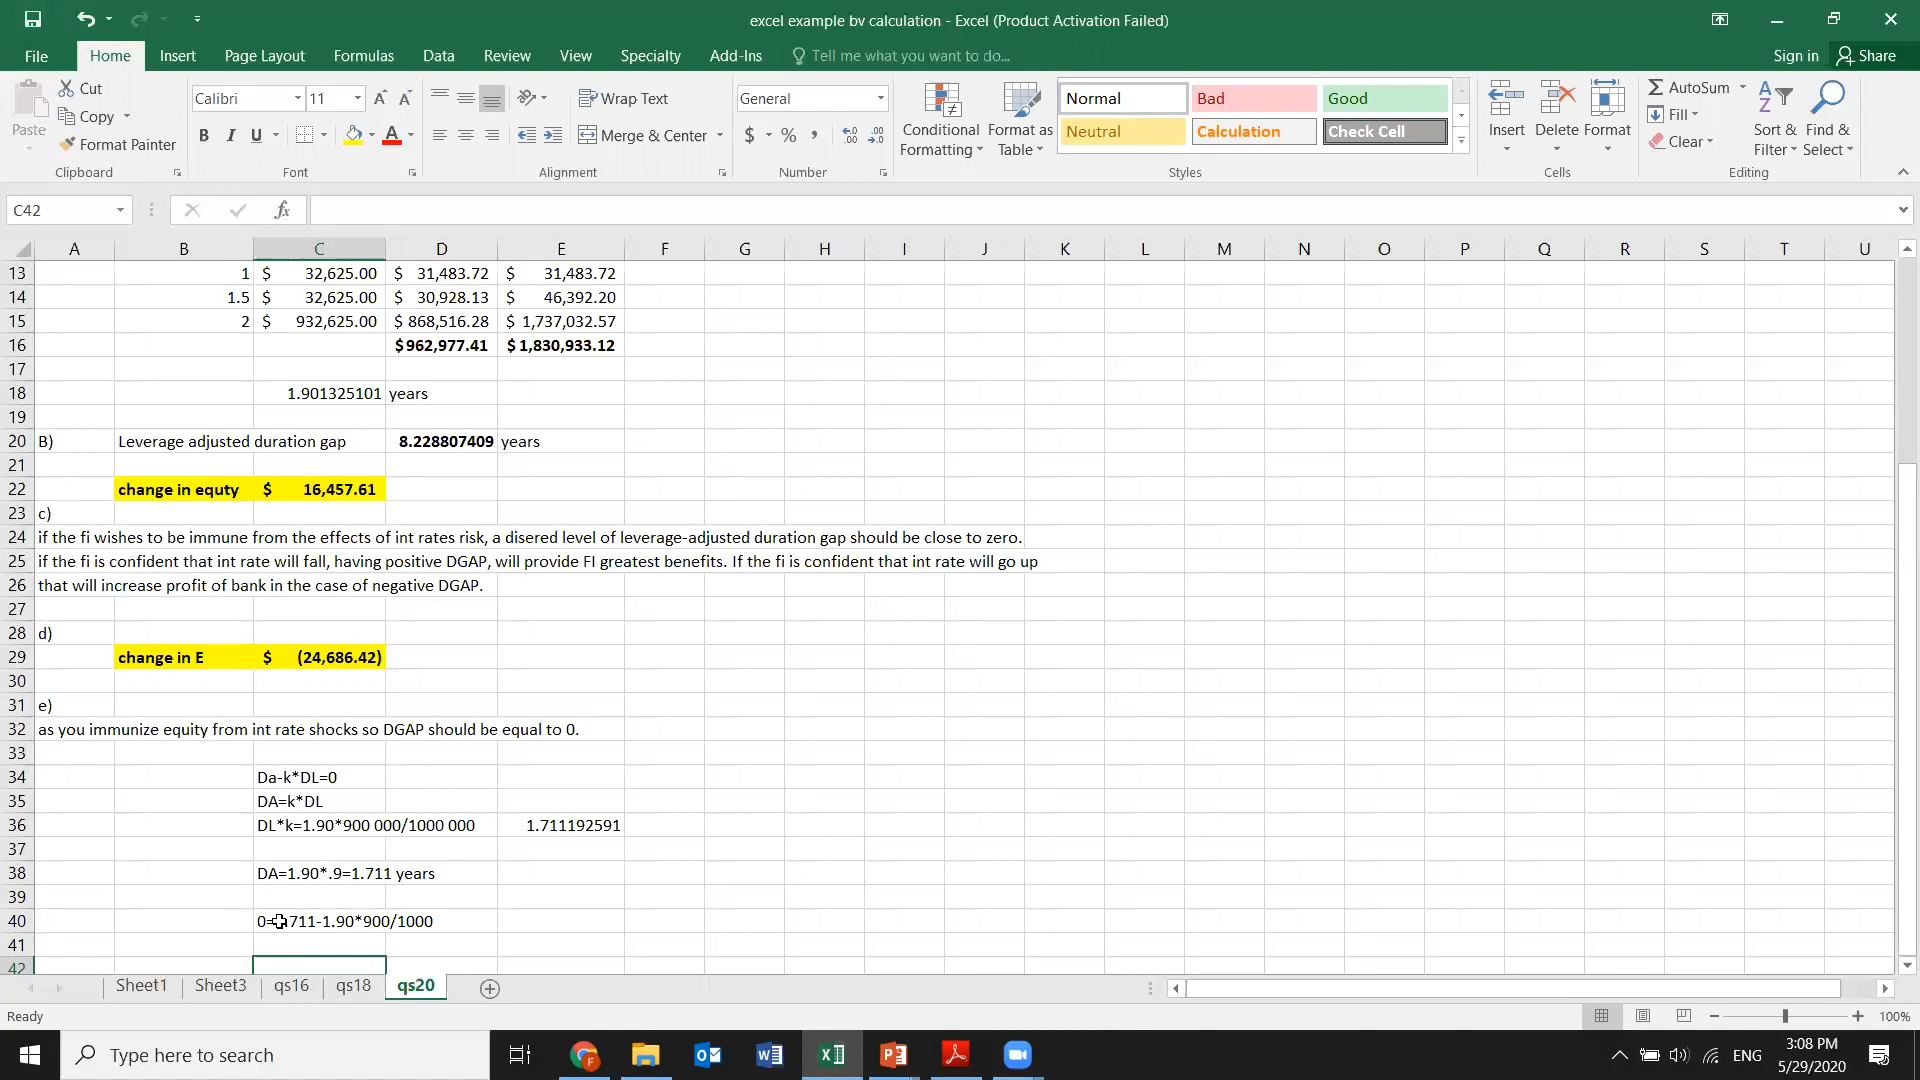 excel example bv calculation - Excel (Product Activation Failed)
File Home Insert Page Layout Formulas Data Review View Specialty Add-Ins Tell me what you want to do... Sign in Share
Paste Cut Copy Format Painter Clipboard
Calibri 11 A A B I U A Font
Wrap Text Merge & Center Alignment
General $ % , .00 Number
Conditional Formatting Format as Table
Normal Bad Good
Neutral Calculation Check Cell
Styles
Insert Delete Format Cells
AutoSum Fill Clear Sort & Filter Find & Select Editing
C42 fx
A B C D E F G H I J K L M N O P Q R S T U
13 1 $ 32,625.00 $ 31,483.72 $ 31,483.72
14 1.5 $ 32,625.00 $ 30,928.13 $ 46,392.20
15 2 $ 932,625.00 $ 868,516.28 $ 1,737,032.57
16 $ 962,977.41 $ 1,830,933.12
17
18 1.901325101 years
19
20 B) Leverage adjusted duration gap 8.228807409 years
21
22 change in equty $ 16,457.61
23 c)
24 if the fi wishes to be immune from the effects of int rates risk, a disered level of leverage-adjusted duration gap should be close to zero.
25 if the fi is confident that int rate will fall, having positive DGAP, will provide FI greatest benefits. If the fi is confident that int rate will go up
26 that will increase profit of bank in the case of negative DGAP.
27
28 d)
29 change in E $ (24,686.42)
30
31 e)
32 as you immunize equity from int rate shocks so DGAP should be equal to 0.
33
34 Da-k*DL=0
35 DA=k*DL
36 DL*k=1.90*900 000/1000 000 1.711192591
37
38 DA=1.90*.9=1.711 years
39
40 0= 711-1.90*900/1000
41
42
Sheet1 Sheet3 qs16 qs18 qs20
Ready 100%
Type here to search ENG 3:08 PM
5/29/2020